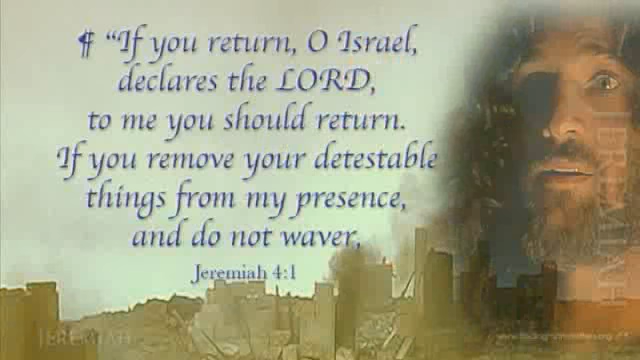 ¶ “If you return, O Israel,
declares the LORD,
to me you should return.
If you remove your detestable
things from my presence,
and do not waver,
Jeremiah 4:1
JEREMIAH
JEREMIAH